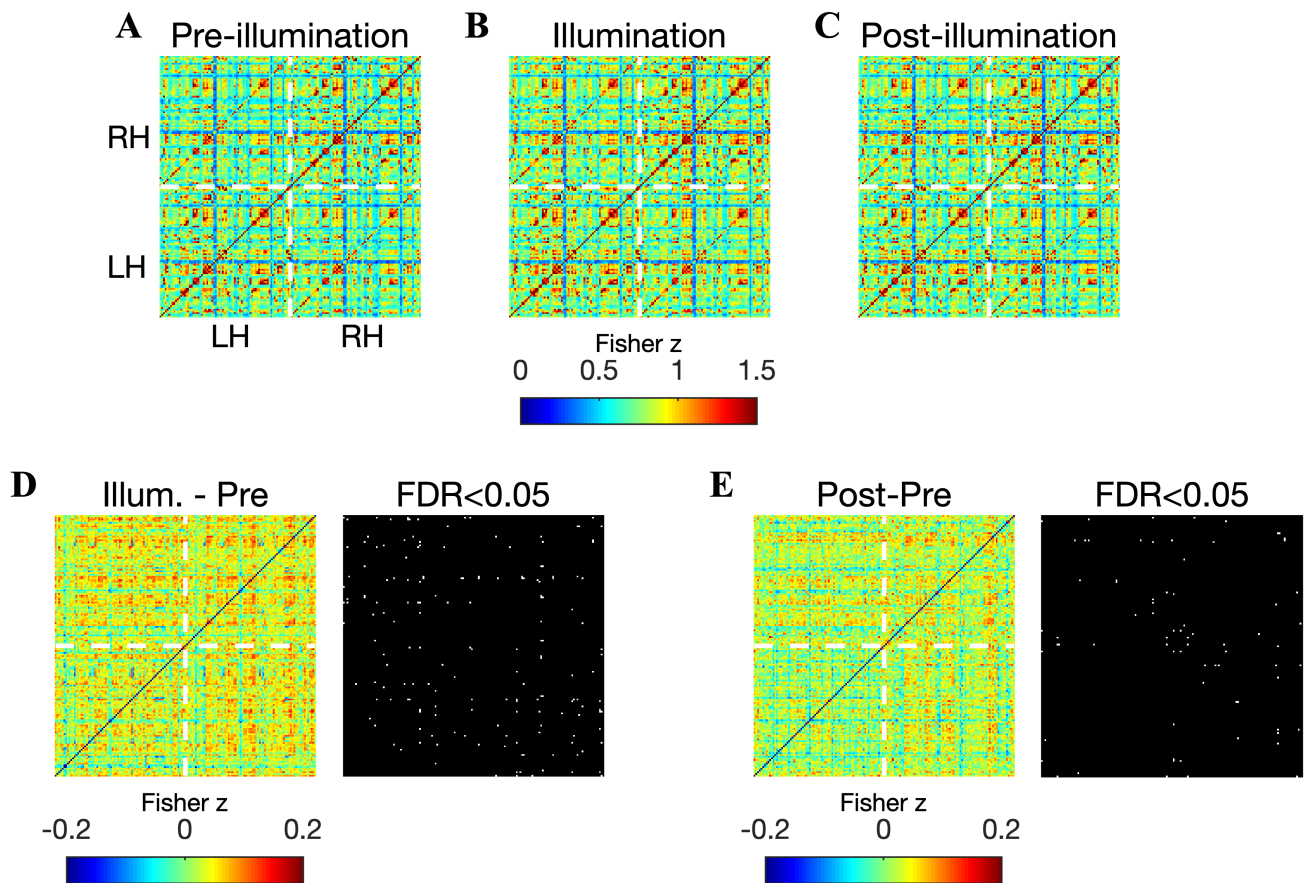 A
Pre-illumination
B
Illumination
C
Post-illumination
RH
LH
LH
RH
Fisher z
0 0.5 1 1.5
D
Illum. - Pre
FDR<0.05
E
Post-Pre
FDR<0.05
Fisher z
-0.2 0 0.2
Fisher z
-0.2 0 0.2